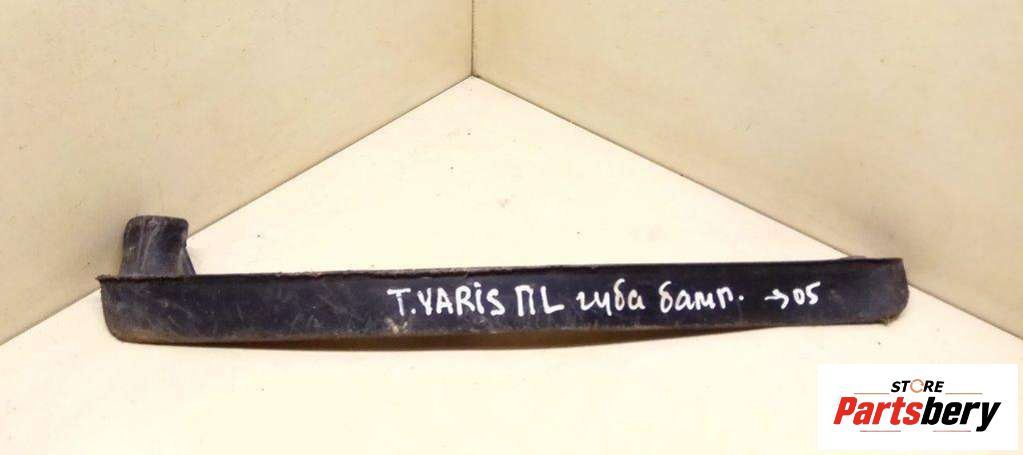 T.YARiS ПL губа бамп. →05
STORE
Partsbery